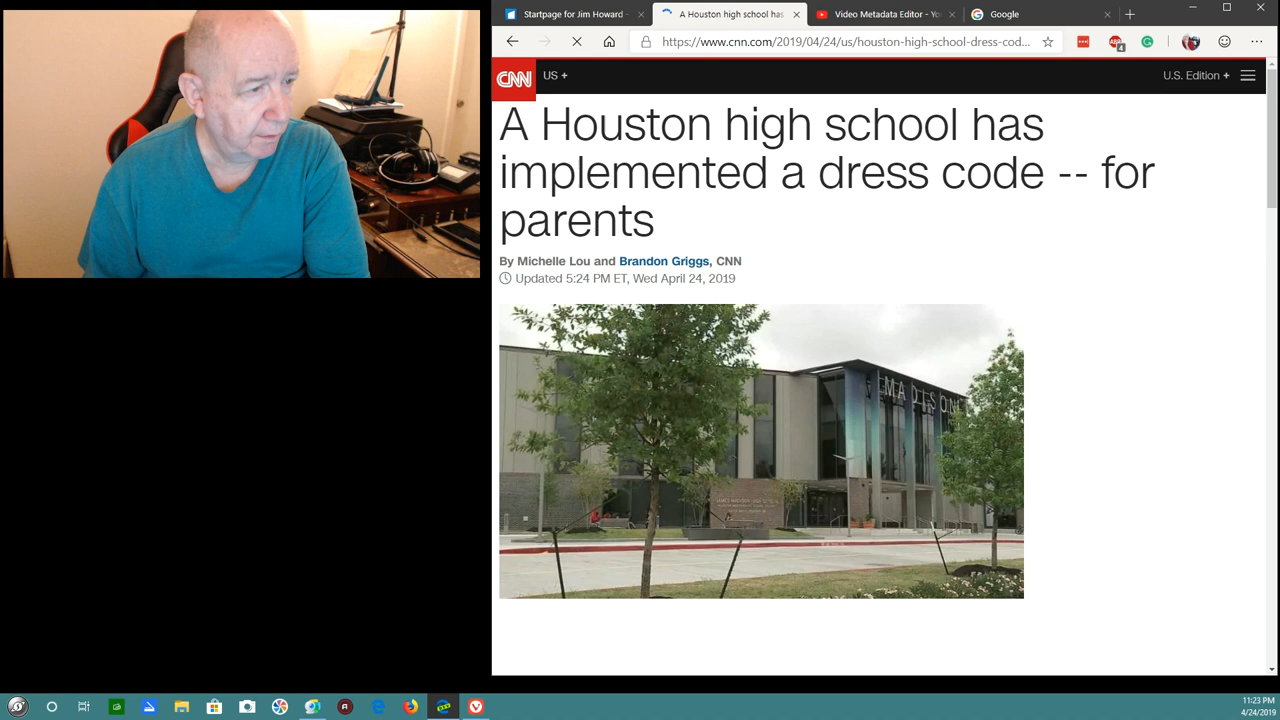 Startpage for Jim Howard -
A Houston high school has
Video Metadata Editor - Yo
Google
https://www.cnn.com/2019/04/24/us/houston-high-school-dress-cod...
4
CNN
US +
U.S. Edition +
A Houston high school has
implemented a dress code -- for
parents
By Michelle Lou and Brandon Griggs, CNN
Updated 5:24 PM ET, Wed April 24, 2019
MADISON
11:23 PM
4/24/2019